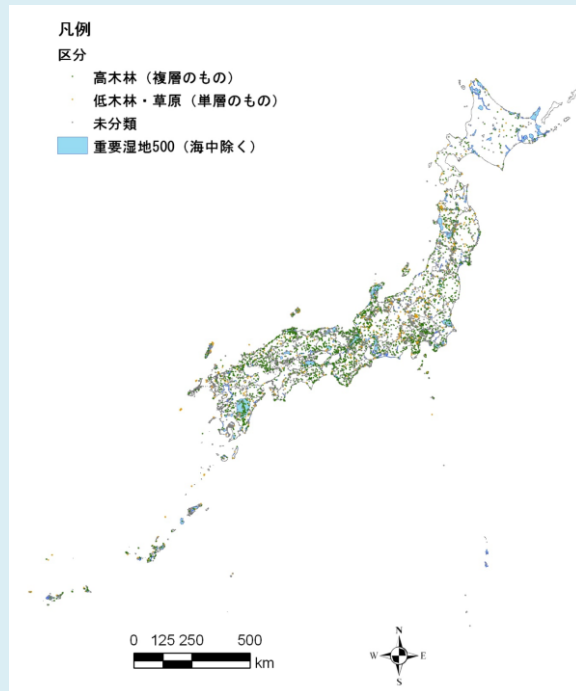 凡例
区分
高木林（複層のもの）
低木林・草原（単層のもの）
未分類
重要湿地500（海中除く）
0 125 250 500
km
N
W E
S